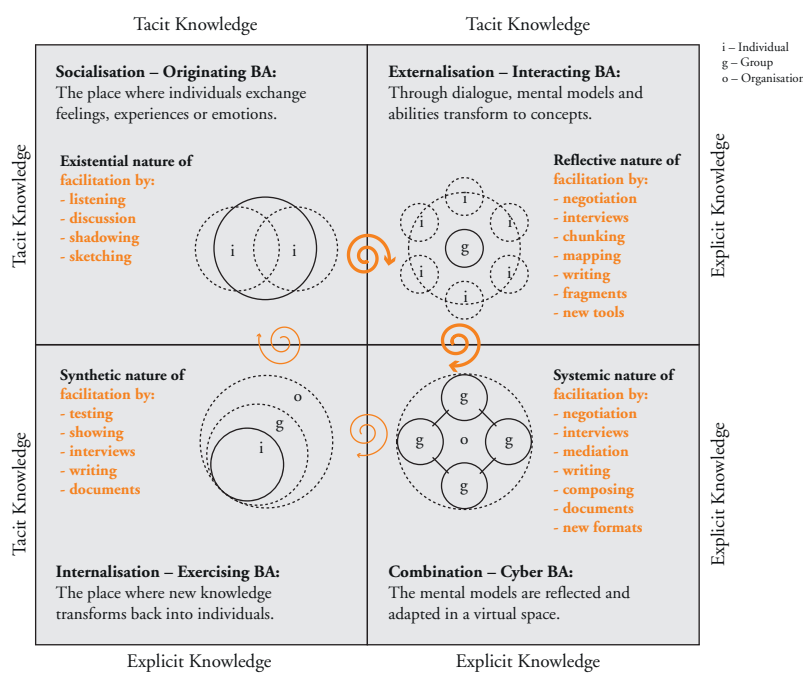 Tacit Knowledge
Tacit Knowledge
i – Individual
g – Group
o – Organisation
Tacit Knowledge
Socialisation – Originating BA:
The place where individuals exchange
feelings, experiences or emotions.
Existential nature of
facilitation by:
- listening
- discussion
- shadowing
- sketching
i
i
Externalisation – Interacting BA:
Through dialogue, mental models and
abilities transform to concepts.
i
i
i
g
i
i
i
Reflective nature of
facilitation by:
- negotiation
- interviews
- chunking
- mapping
- writing
- fragments
- new tools
Explicit Knowledge
Tacit Knowledge
Synthetic nature of
facilitation by:
- testing
- showing
- interviews
- writing
- documents
o
g
i
Internalisation – Exercising BA:
The place where new knowledge
transforms back into individuals.
g
g
o
g
g
Systemic nature of
facilitation by:
- negotiation
- interviews
- mediation
- writing
- composing
- documents
- new formats
Combination – Cyber BA:
The mental models are reflected and
adapted in a virtual space.
Explicit Knowledge
Explicit Knowledge
Explicit Knowledge